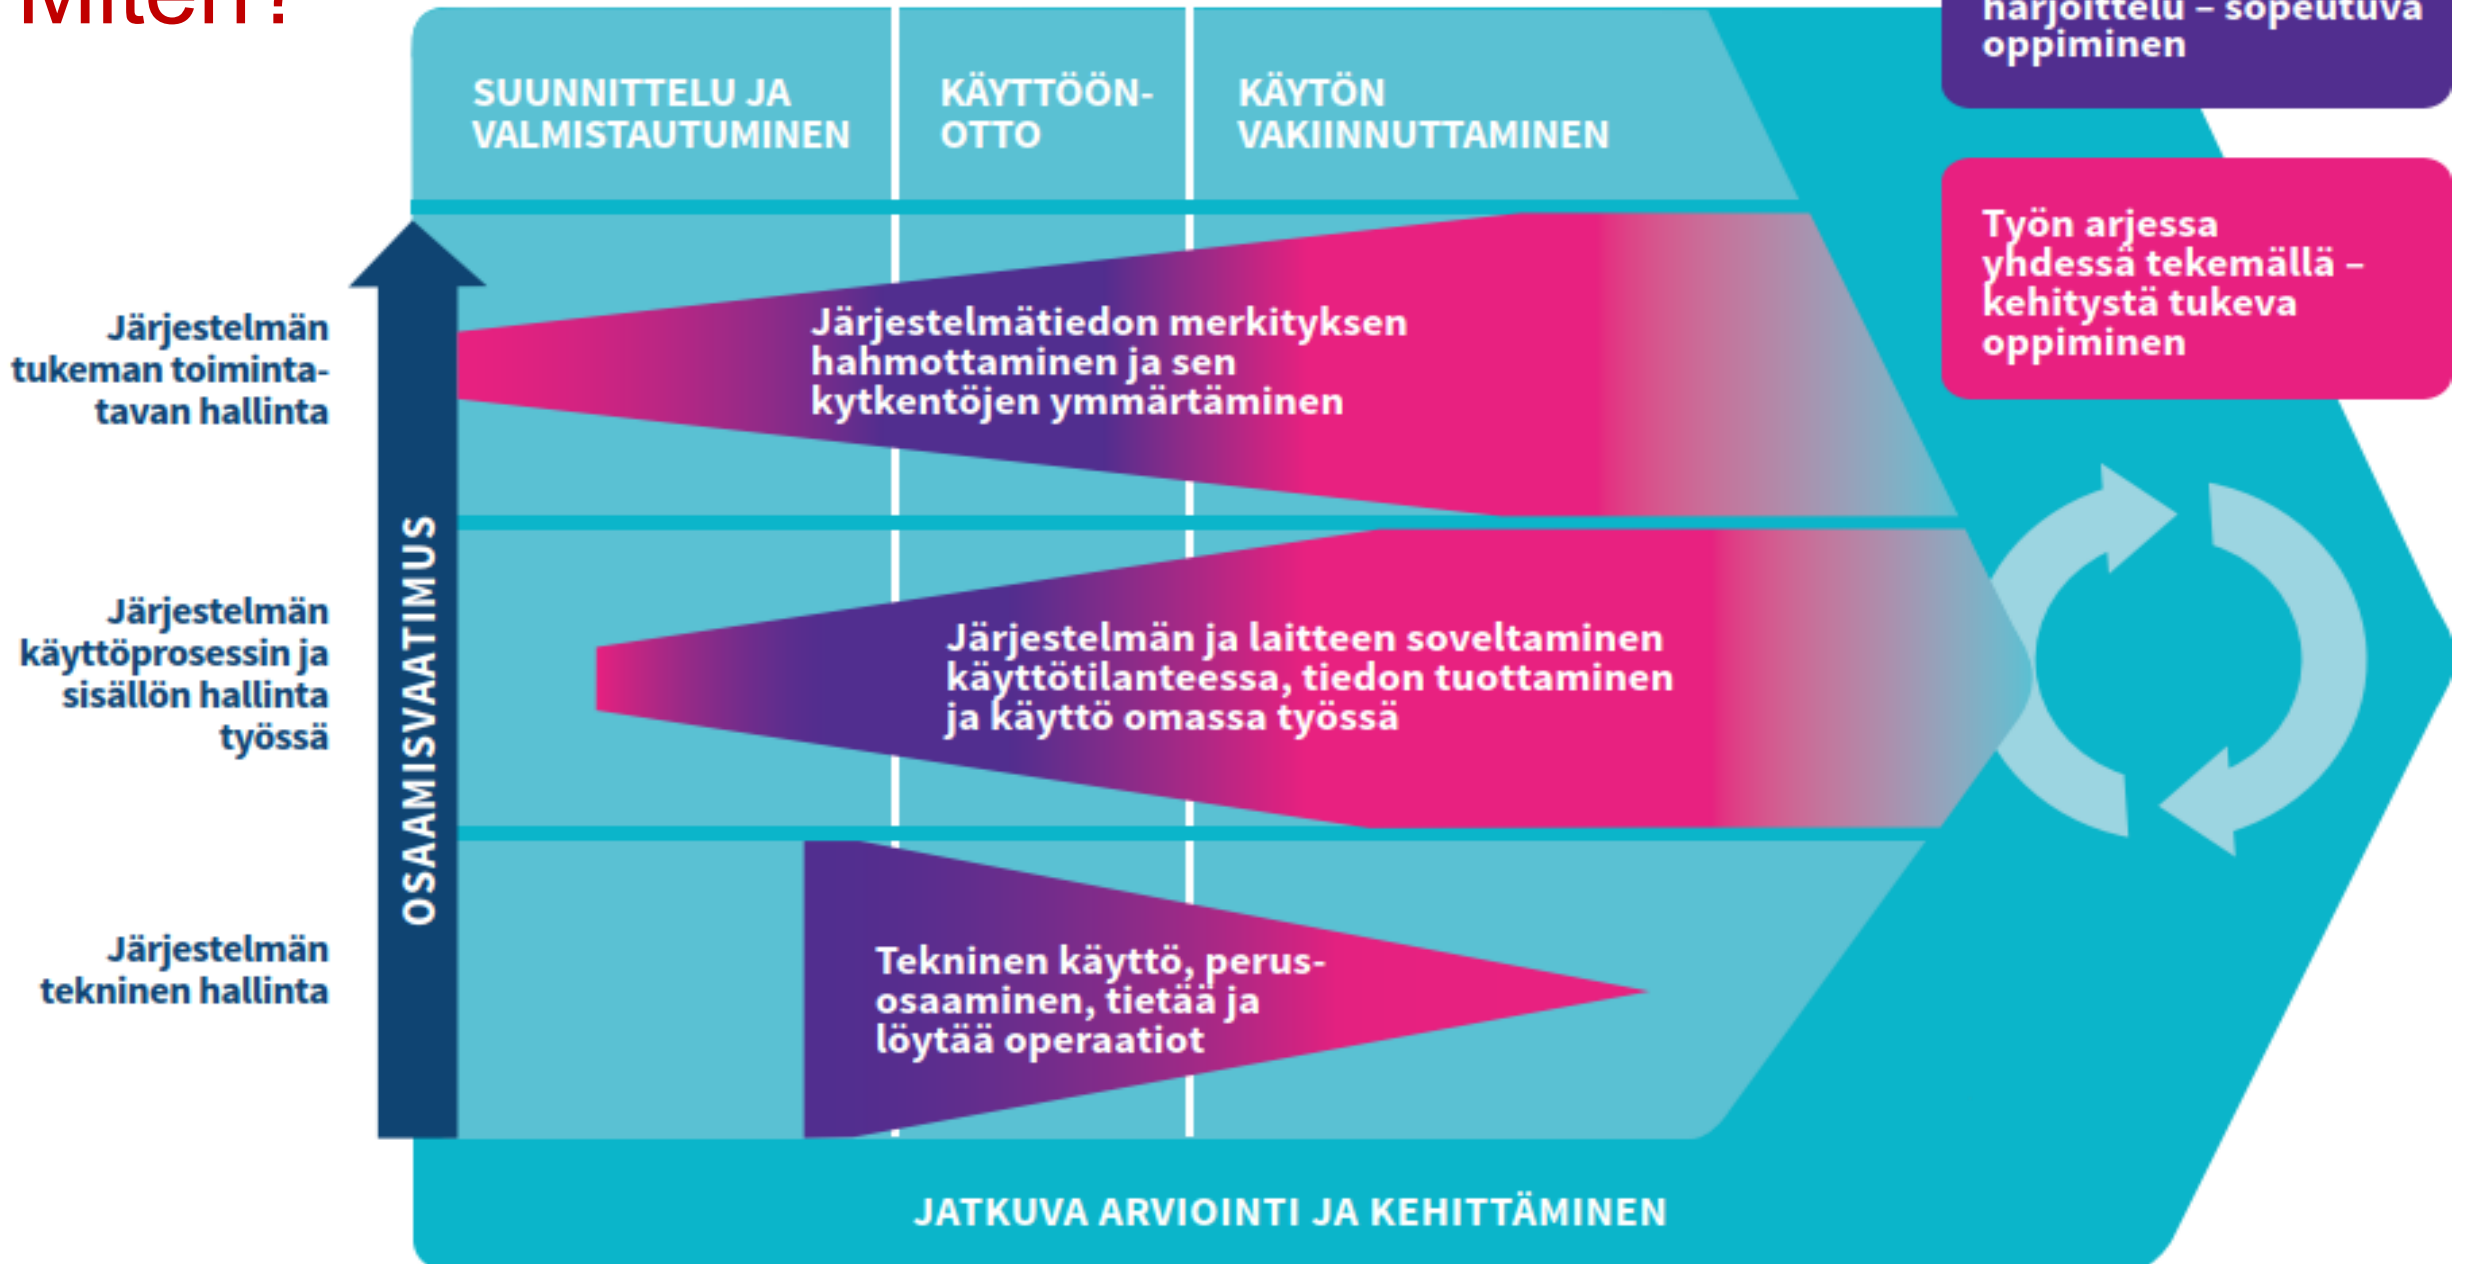 Miten?
harjoittelu – sopeutuva
oppiminen
SUUNNITTELU JA
VALMISTAUTUMINEN
KÄYTTÖÖN-
OTTO
KÄYTÖN
VAKIINNUTTAMINEN
Työn arjessa
yhdessä tekemällä –
kehitystä tukeva
oppiminen
OSAAMISVAATIMUS
Järjestelmän
tukeman toiminta-
tavan hallinta
Järjestelmätiedon merkityksen
hahmottaminen ja sen
kytkentöjen ymmärtäminen
Järjestelmän
käyttöprosessin ja
sisällön hallinta
työssä
Järjestelmän ja laitteen soveltaminen
käyttötilanteessa, tiedon tuottaminen
ja käyttö omassa työssä
Järjestelmän
tekninen hallinta
Tekninen käyttö, perus-
osaaminen, tietää ja
löytää operaatiot
JATKUVA ARVIOINTI JA KEHITTÄMINEN